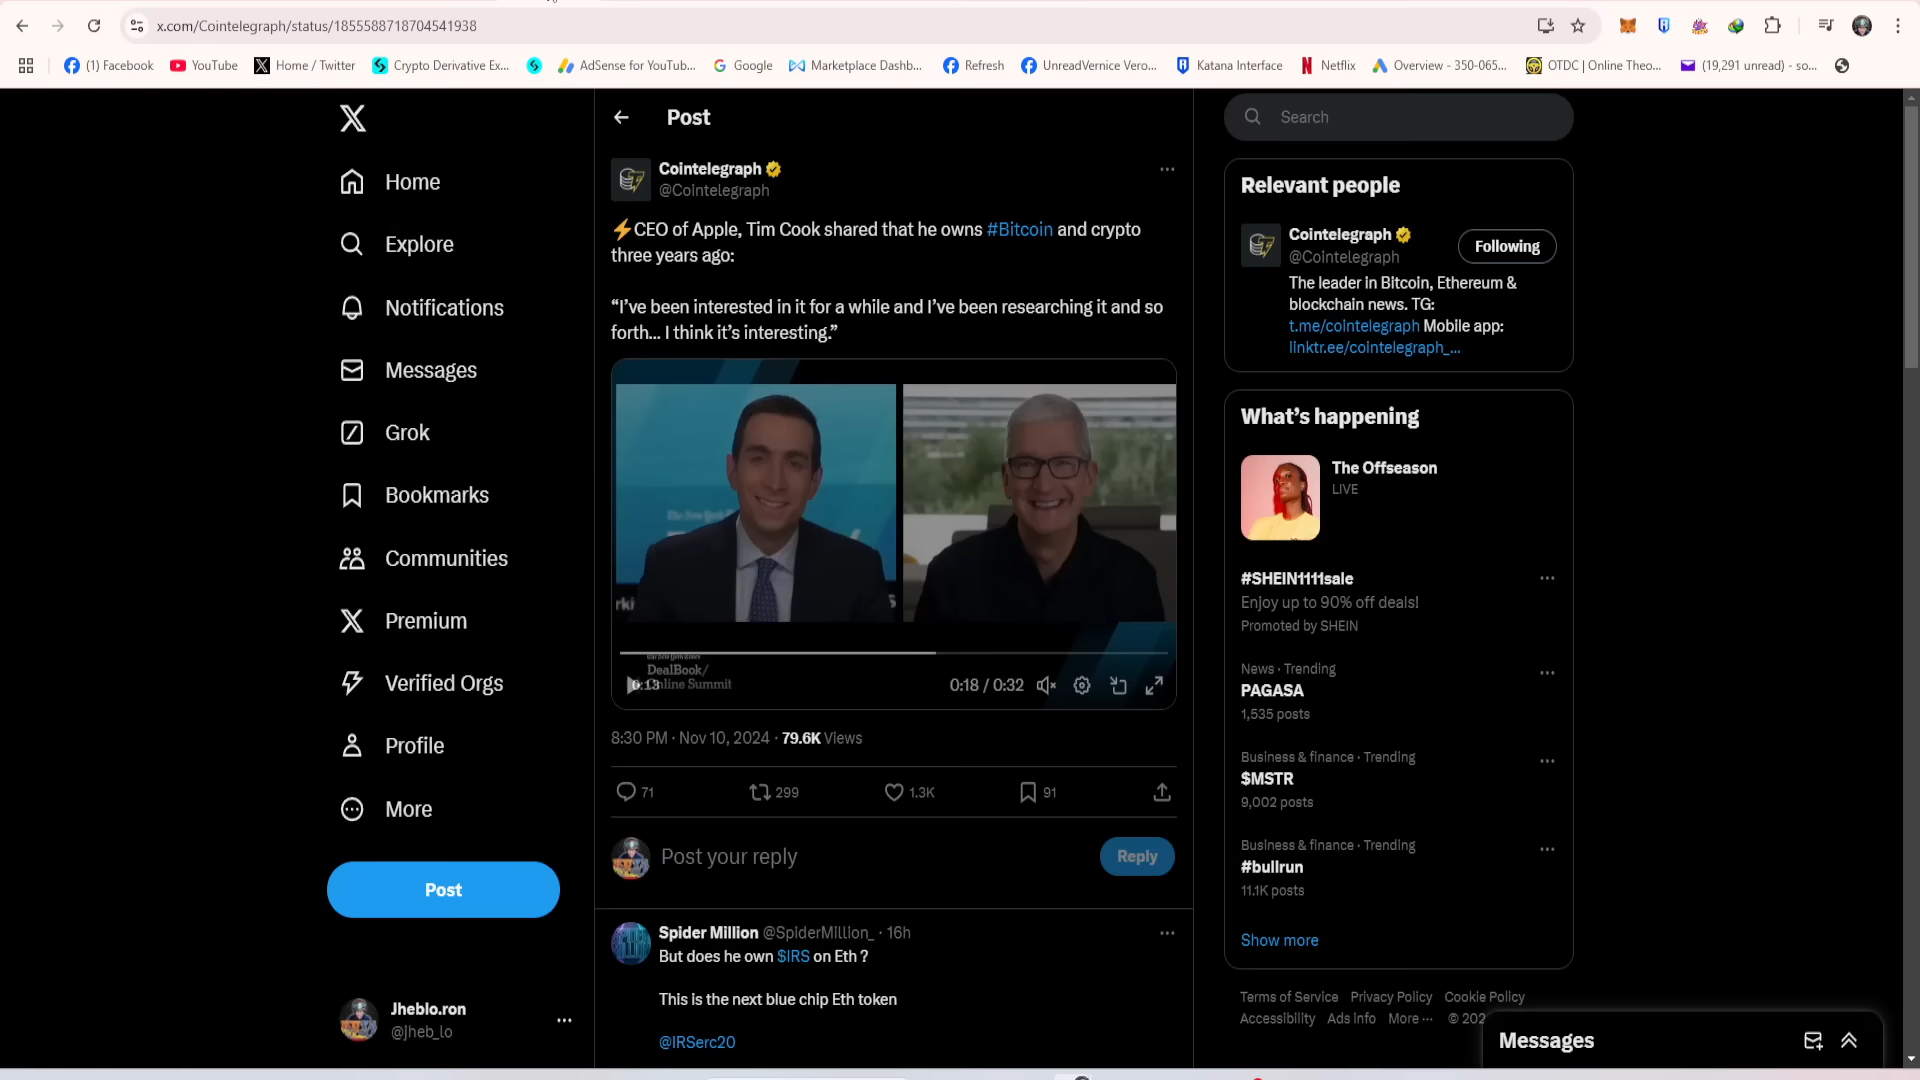 x.com/Cointelegraph/status/1855588718704541938
(1) Facebook
YouTube
Home / Twitter
Crypto Derivative Ex...
AdSense for YouTub...
Google
Marketplace Dashb...
Refresh
UnreadVernice Vero...
Katana Interface
Netflix
Overview - 350-065...
OTDC | Online Theo...
(19,291 unread) - so...
Home
Explore
Notifications
Messages
Grok
Bookmarks
Communities
Premium
Verified Orgs
Profile
More
Post
Jheblo.ron
@jheb_lo
Post
Cointelegraph
@Cointelegraph
⚡CEO of Apple, Tim Cook shared that he owns #Bitcoin and crypto
three years ago:
“I’ve been interested in it for a while and I’ve been researching it and so
forth... I think it’s interesting.”
DealBook/
Online Summit
0:13
0:18 / 0:32
8:30 PM · Nov 10, 2024 · 79.6K Views
71
299
1.3K
91
Post your reply
Reply
Spider Million @SpiderMillion_ · 16h
But does he own $IRS on Eth ?
This is the next blue chip Eth token
@IRSerc20
Search
Relevant people
Cointelegraph
@Cointelegraph
Following
The leader in Bitcoin, Ethereum &
blockchain news. TG:
t.me/cointelegraph Mobile app:
linktr.ee/cointelegraph_...
What’s happening
The Offseason
LIVE
#SHEIN1111sale
Enjoy up to 90% off deals!
Promoted by SHEIN
News · Trending
PAGASA
1,535 posts
Business & finance · Trending
$MSTR
9,002 posts
Business & finance · Trending
#bullrun
11.1K posts
Show more
Terms of Service Privacy Policy Cookie Policy
Accessibility Ads info More ··· © 202
Messages